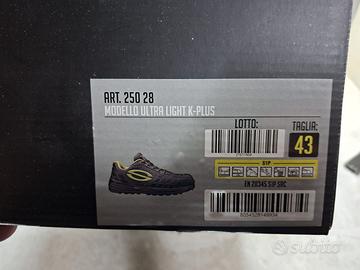 ART. 250 28
MODELLO ULTRA LIGHT K-PLUS
LOTTO:
TAGLIA:
43
S1P
EN 20345 S1P SRC
subito